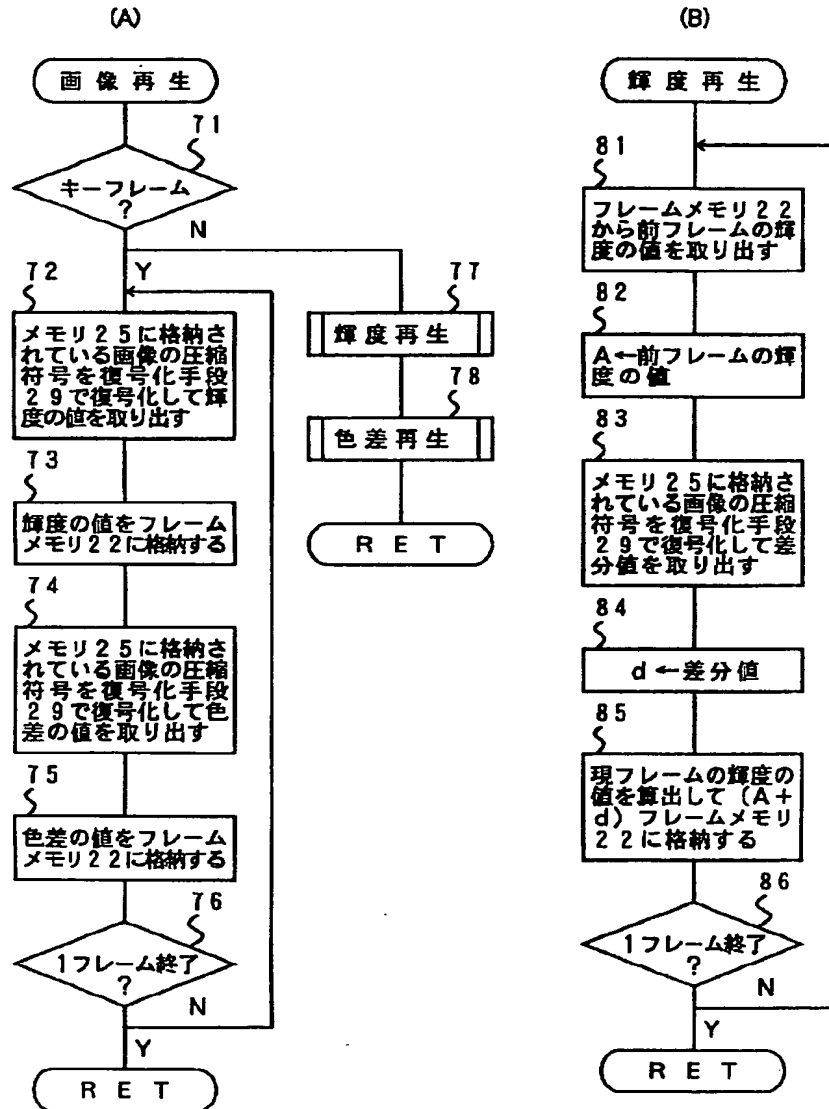 (A)
画像再生
71
キーフレーム
?
N
Y
72
メモリ25に格納さ
れている画像の圧縮
符号を復号化手段
29で復号化して輝
度の値を取り出す
73
輝度の値をフレーム
メモリ22に格納する
74
メモリ25に格納さ
れている画像の圧縮
符号を復号化手段
29で復号化して色
差の値を取り出す
75
色差の値をフレーム
メモリ22に格納する
76
1フレーム終了
?
N
Y
RET
77
輝度再生
78
色差再生
RET
(B)
輝度再生
81
フレームメモリ22
から前フレームの輝
度の値を取り出す
82
A←前フレームの輝
度の値
83
メモリ25に格納さ
れている画像の圧縮
符号を復号化手段
29で復号化して差
分値を取り出す
84
d←差分値
85
現フレームの輝度の
値を算出して(A+
d)フレームメモリ
22に格納する
86
1フレーム終了
?
N
Y
RET